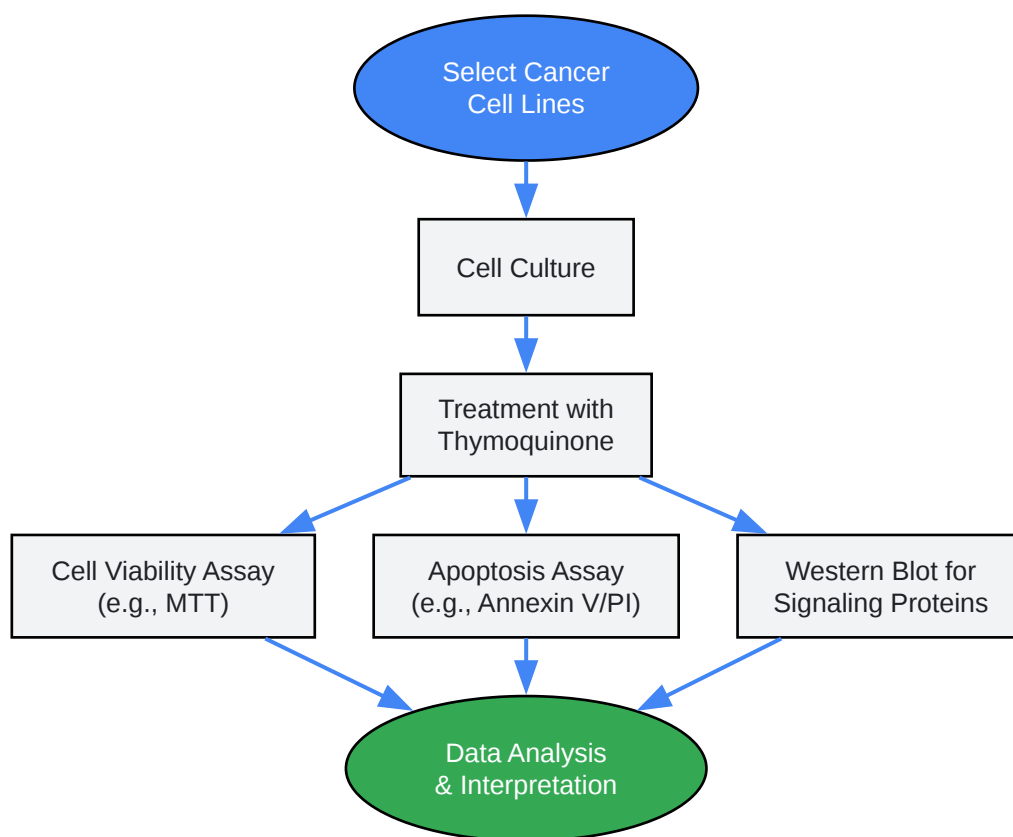 Select Cancer
Cell Lines
Cell Culture
Treatment with
Thymoquinone
Cell Viability Assay
(e.g., MTT)
Apoptosis Assay
(e.g., Annexin V/PI)
Western Blot for
Signaling Proteins
Data Analysis
& Interpretation